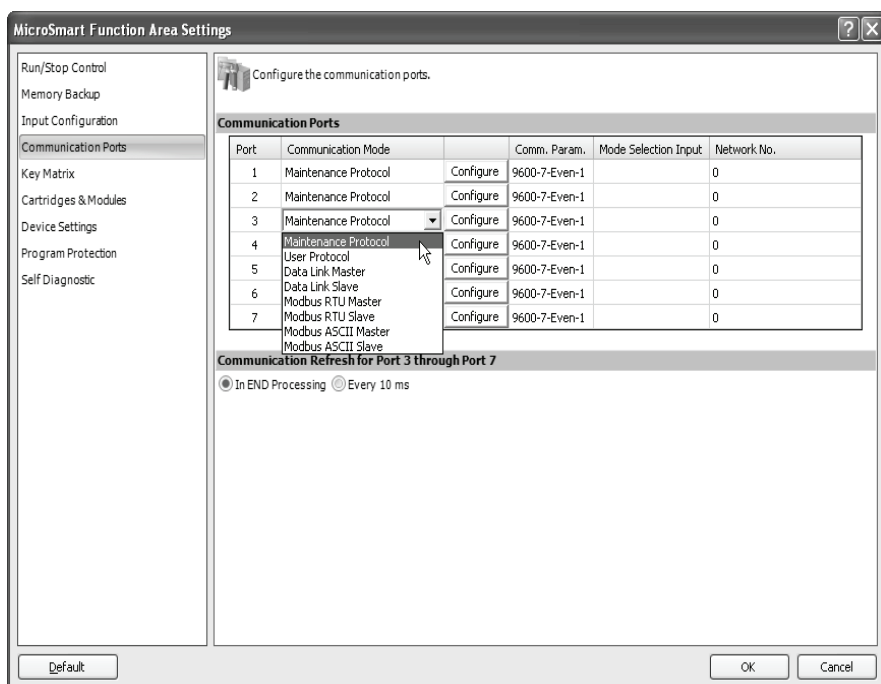 MicroSmart Function Area Settings
Run/Stop Control
Memory Backup
Input Configuration
Communication Ports
Key Matrix
Cartridges & Modules
Device Settings
Program Protection
Self Diagnostic
Configure the communication ports.
Communication Ports
Port Communication Mode Comm. Param. Mode Selection Input Network No.
1 Maintenance Protocol Configure 9600-7-Even-1 0
2 Maintenance Protocol Configure 9600-7-Even-1 0
3 Maintenance Protocol Configure 9600-7-Even-1 0
4 Configure 9600-7-Even-1 0
5 Configure 9600-7-Even-1 0
6 Configure 9600-7-Even-1 0
7 Configure 9600-7-Even-1 0
Maintenance Protocol
User Protocol
Data Link Master
Data Link Slave
Modbus RTU Master
Modbus RTU Slave
Modbus ASCII Master
Modbus ASCII Slave
Communication Refresh for Port 3 through Port 7
In END Processing Every 10 ms
Default OK Cancel